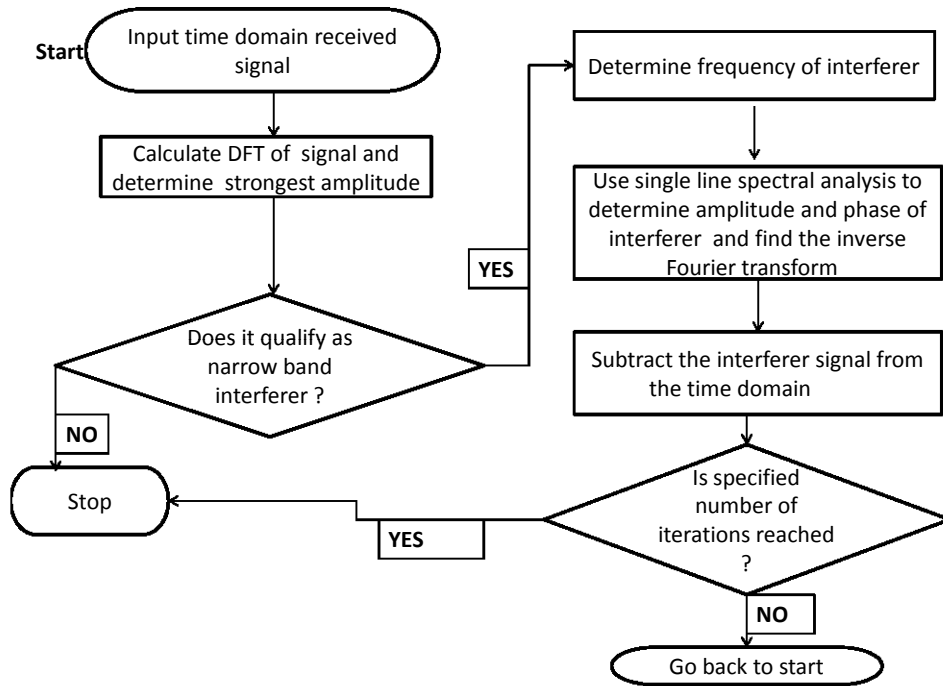 Start
Input time domain received
signal
Calculate DFT of signal and
determine strongest amplitude
Does it qualify as
narrow band
interferer ?
NO
Stop
YES
Determine frequency of interferer
Use single line spectral analysis to
determine amplitude and phase of
interferer and find the inverse
Fourier transform
Subtract the interferer signal from
the time domain
Is specified
number of
iterations reached
?
YES
NO
Go back to start